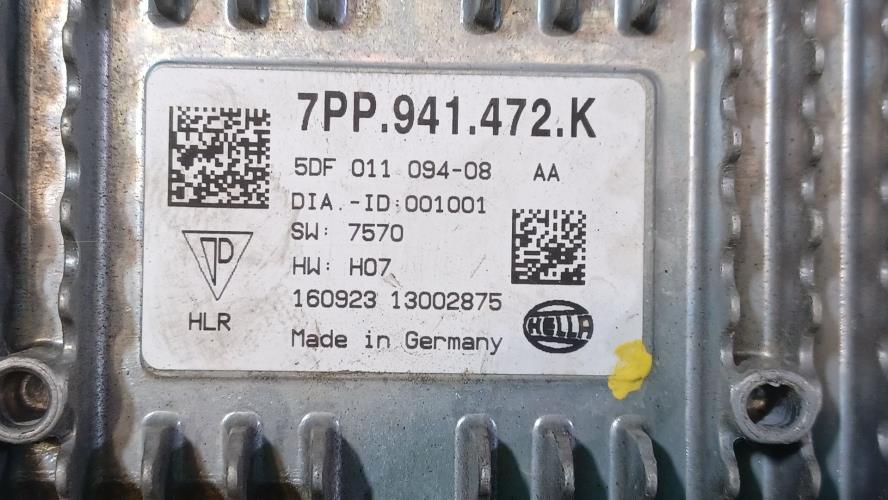 7PP.941.472.K
5DF 011 094-08 AA
DIA.-ID:001001
SW: 7570
HW: H07
160923 13002875
Made in Germany
D
HLR
HELLA